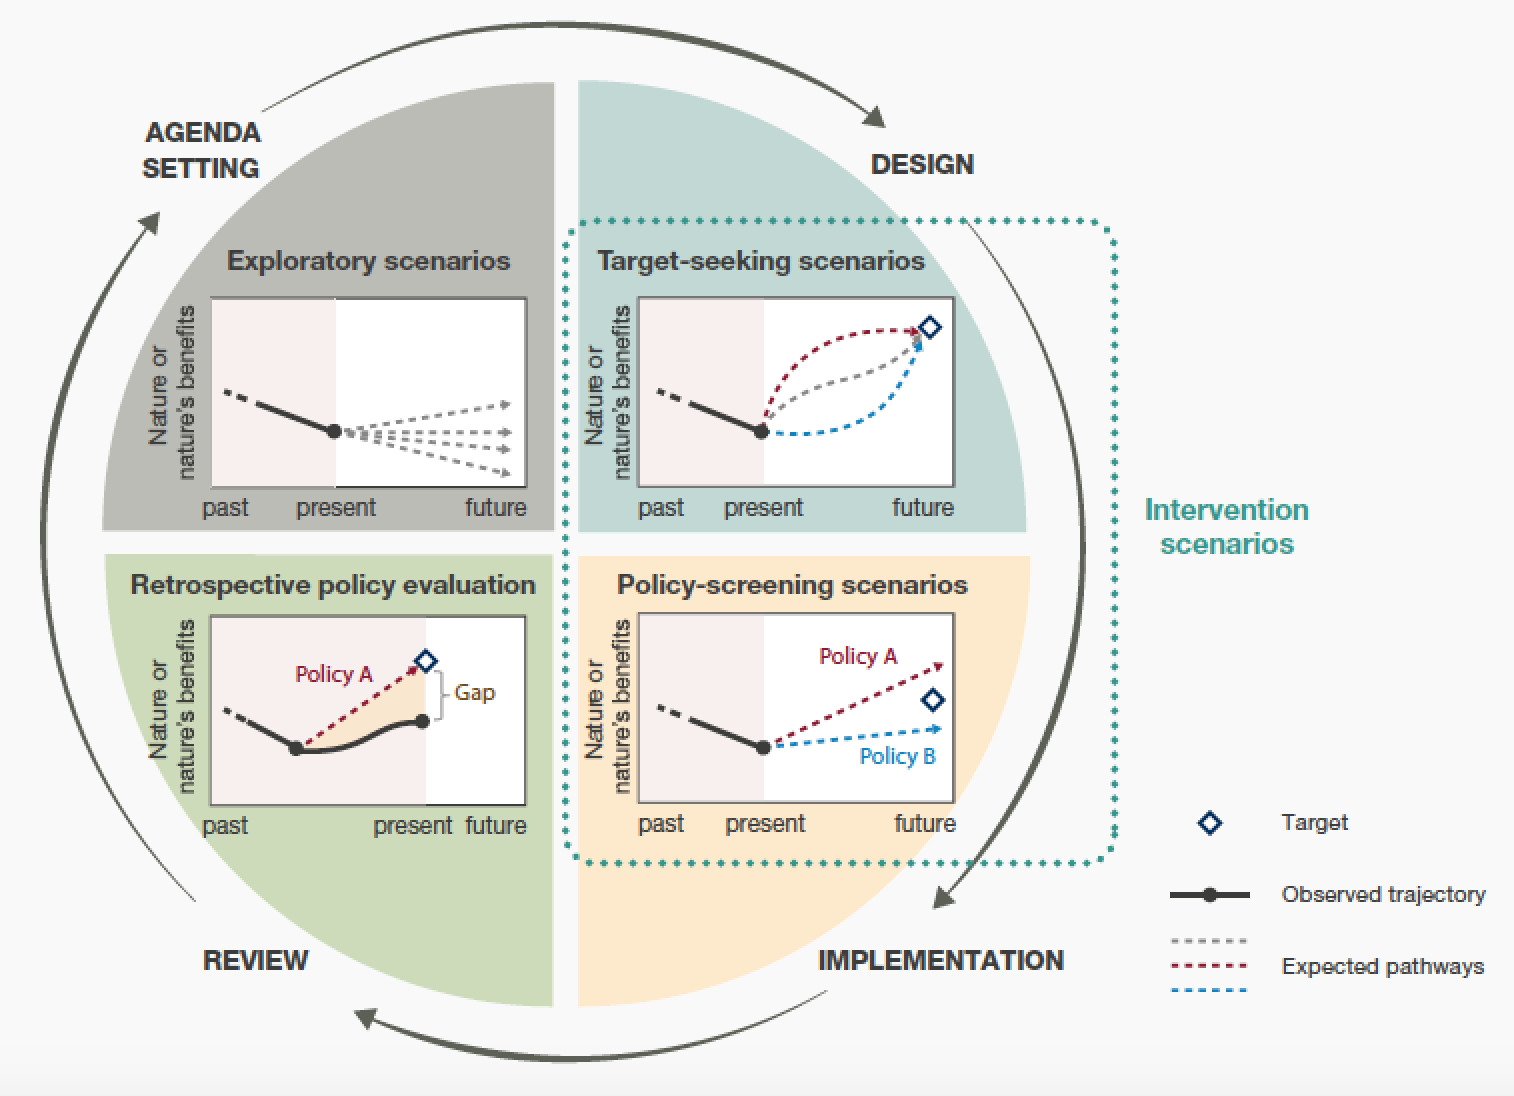 AGENDA
SETTING
DESIGN
Exploratory scenarios
Nature or
nature's benefits
past present future
Target-seeking scenarios
Nature or
nature's benefits
past present future
Intervention
scenarios
Retrospective policy evaluation
Nature or
nature's benefits
Policy A
Gap
past present future
Policy-screening scenarios
Nature or
nature's benefits
Policy A
Policy B
past present future
REVIEW
IMPLEMENTATION
Target
Observed trajectory
Expected pathways